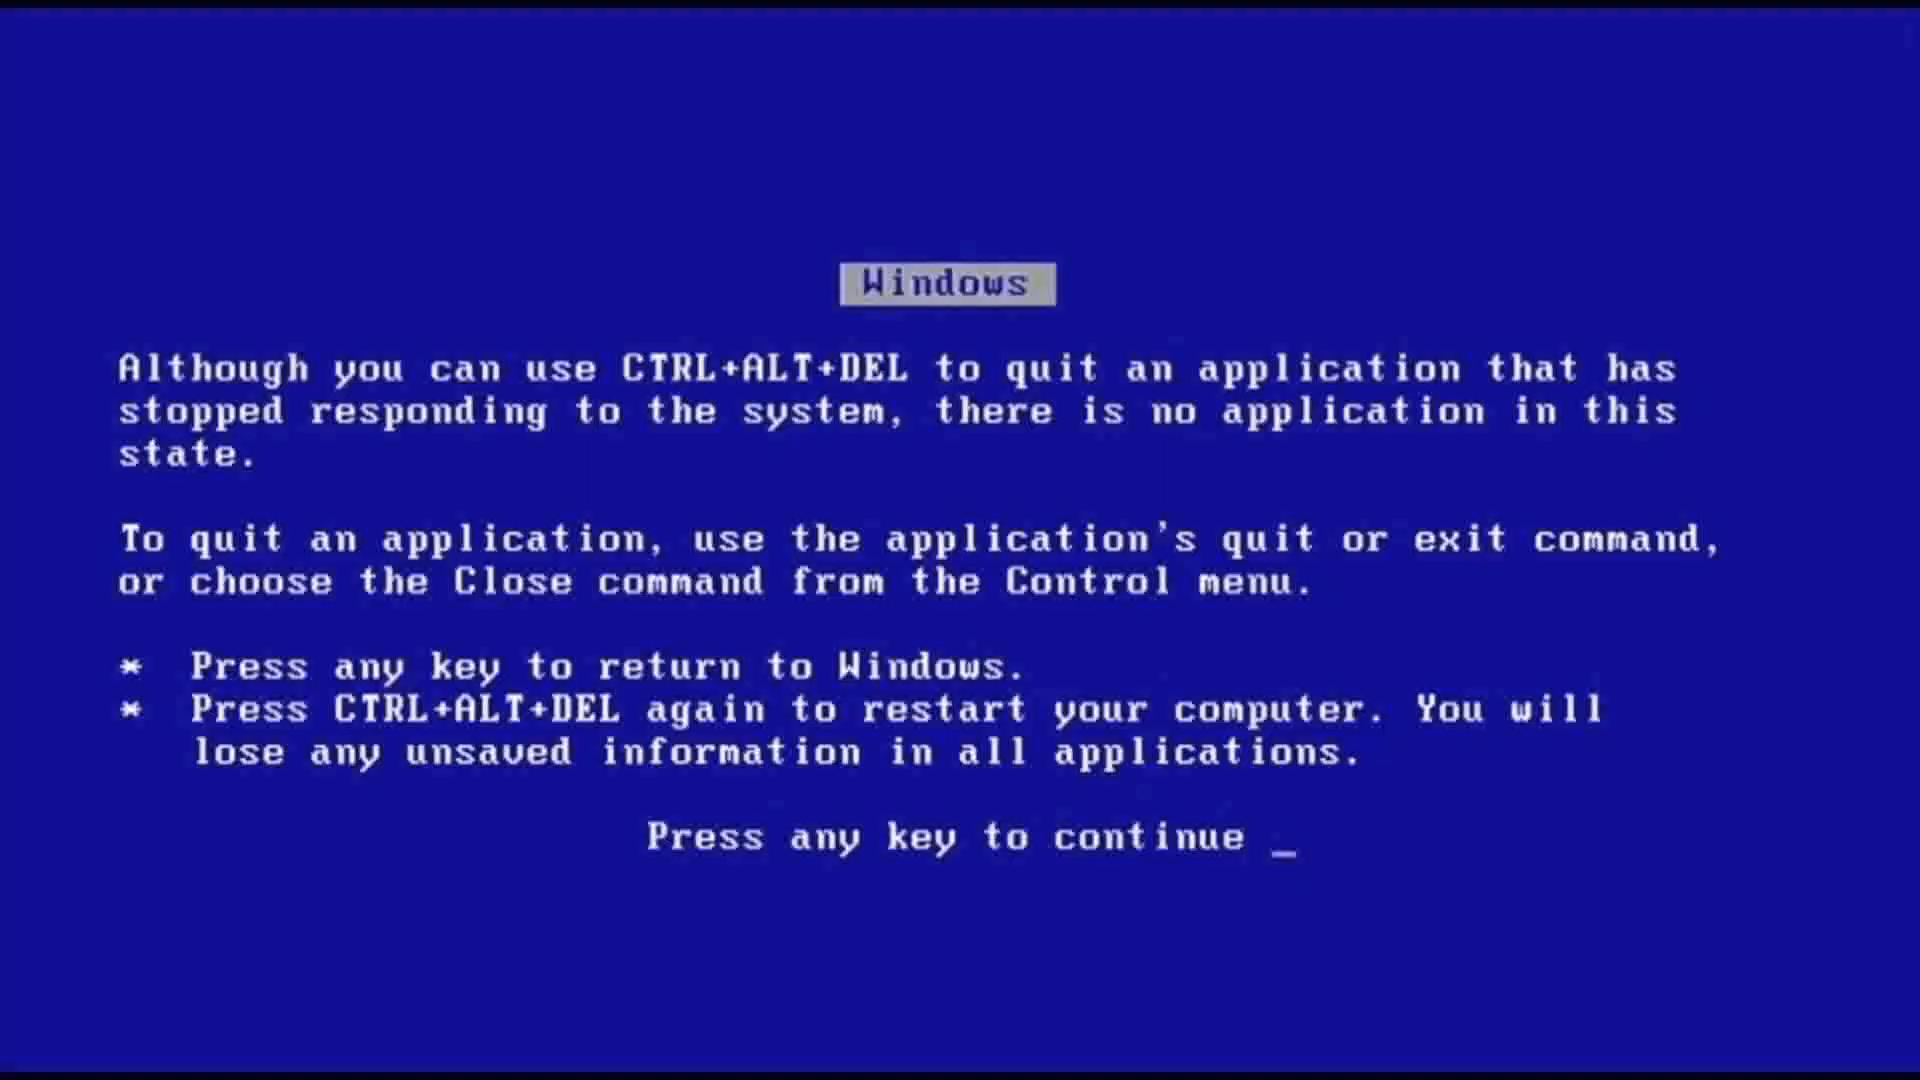 Windows
Although you can use CTRL+ALT+DEL to quit an application that has
stopped responding to the system, there is no application in this
state.
To quit an application, use the application's quit or exit command,
or choose the Close command from the Control menu.
* Press any key to return to Windows.
* Press CTRL+ALT+DEL again to restart your computer. You will
lose any unsaved information in all applications.
Press any key to continue _